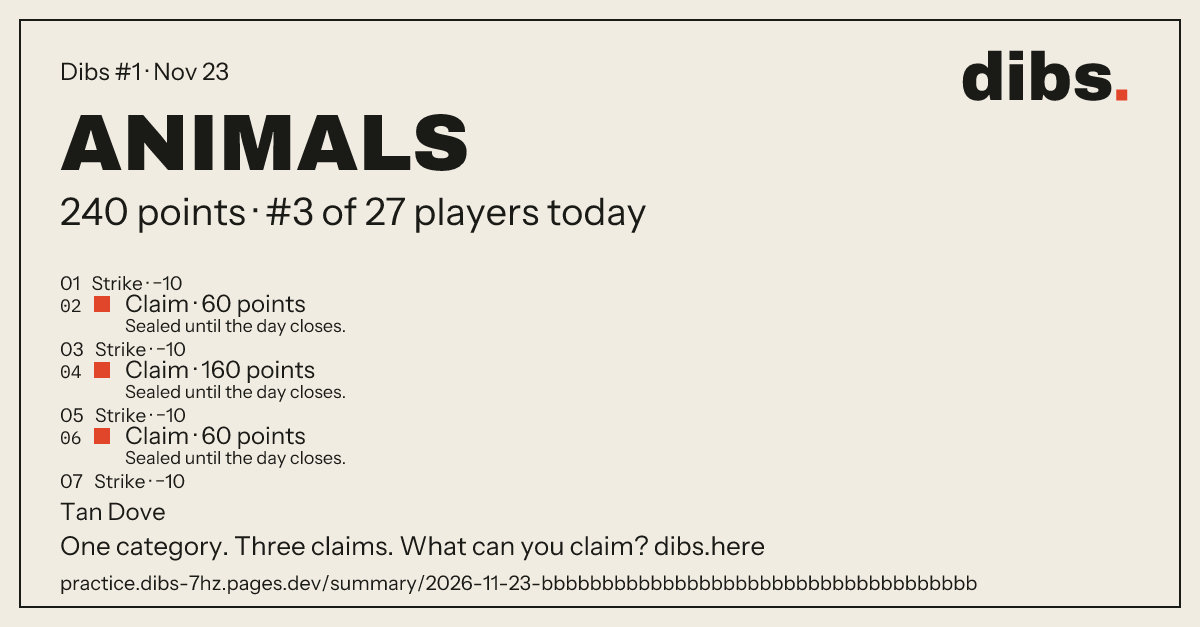 Dibs #1 · Nov 23
dibs.
ANIMALS
240 points · #3 of 27 players today
01 Strike · −10
02 Claim · 60 points
Sealed until the day closes.
03 Strike · −10
04 Claim · 160 points
Sealed until the day closes.
05 Strike · −10
06 Claim · 60 points
Sealed until the day closes.
07 Strike · −10
Tan Dove
One category. Three claims. What can you claim? dibs.here
practice.dibs-7hz.pages.dev/summary/2026-11-23-bbbbbbbbbbbbbbbbbbbbbbbbbbbbbbbbbbbb